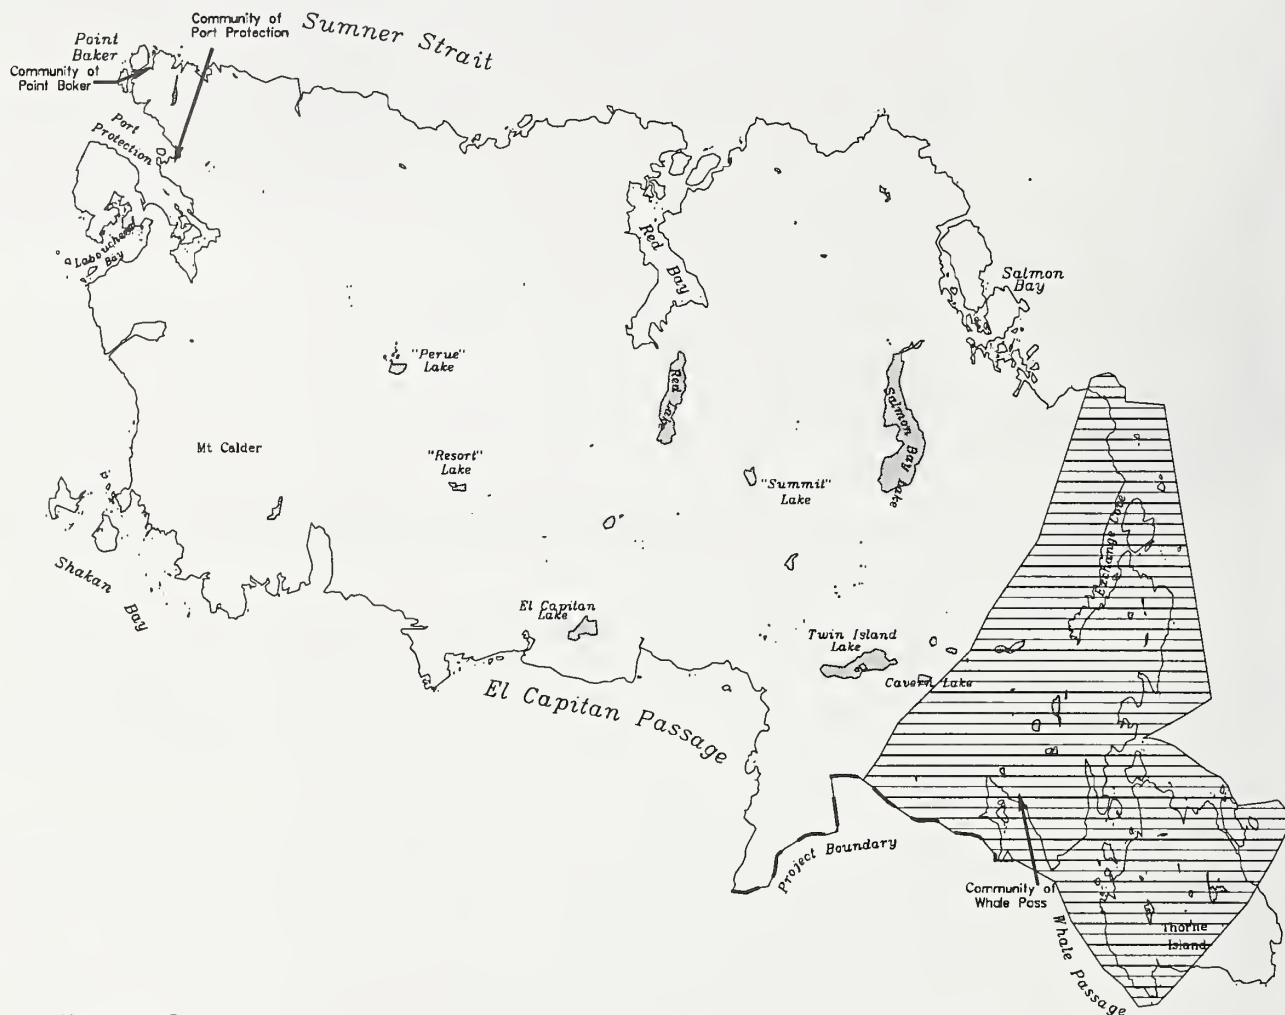 Community of
Port Protection
Sumner Strait
Point
Baker
Community of
Point Baker
Port
Protection
Labouchere
Bay
Red Bay
Salmon
Bay
"Perue"
Lake
Red Lake
Salmon Bay Lake
Mt Calder
"Resort"
Lake
"Summit"
Lake
Exchange Cove
Shakan Bay
El Capitan
Lake
Twin Island
Lake
Cavern Lake
El Capitan Passage
Project Boundary
Community of
Whale Pass
Whale Passage
Thorne
Island